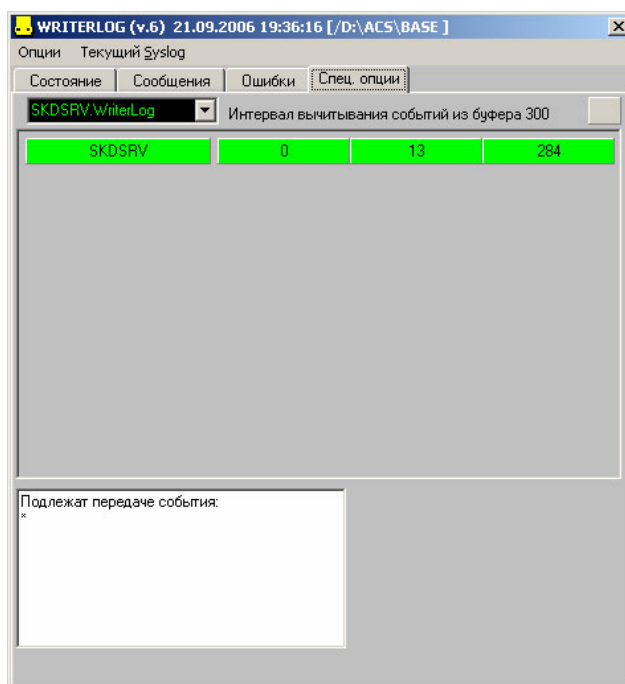 WRITERLOG (v.6) 21.09.2006 19:36:16 [/D:\ACS\BASE ]
Опции Текущий Syslog
Состояние Сообщения Ошибки Спец. опции
SKDSRV.WriterLog Интервал вычитывания событий из буфера 300
SKDSRV 0 13 284
Подлежат передаче события:
*